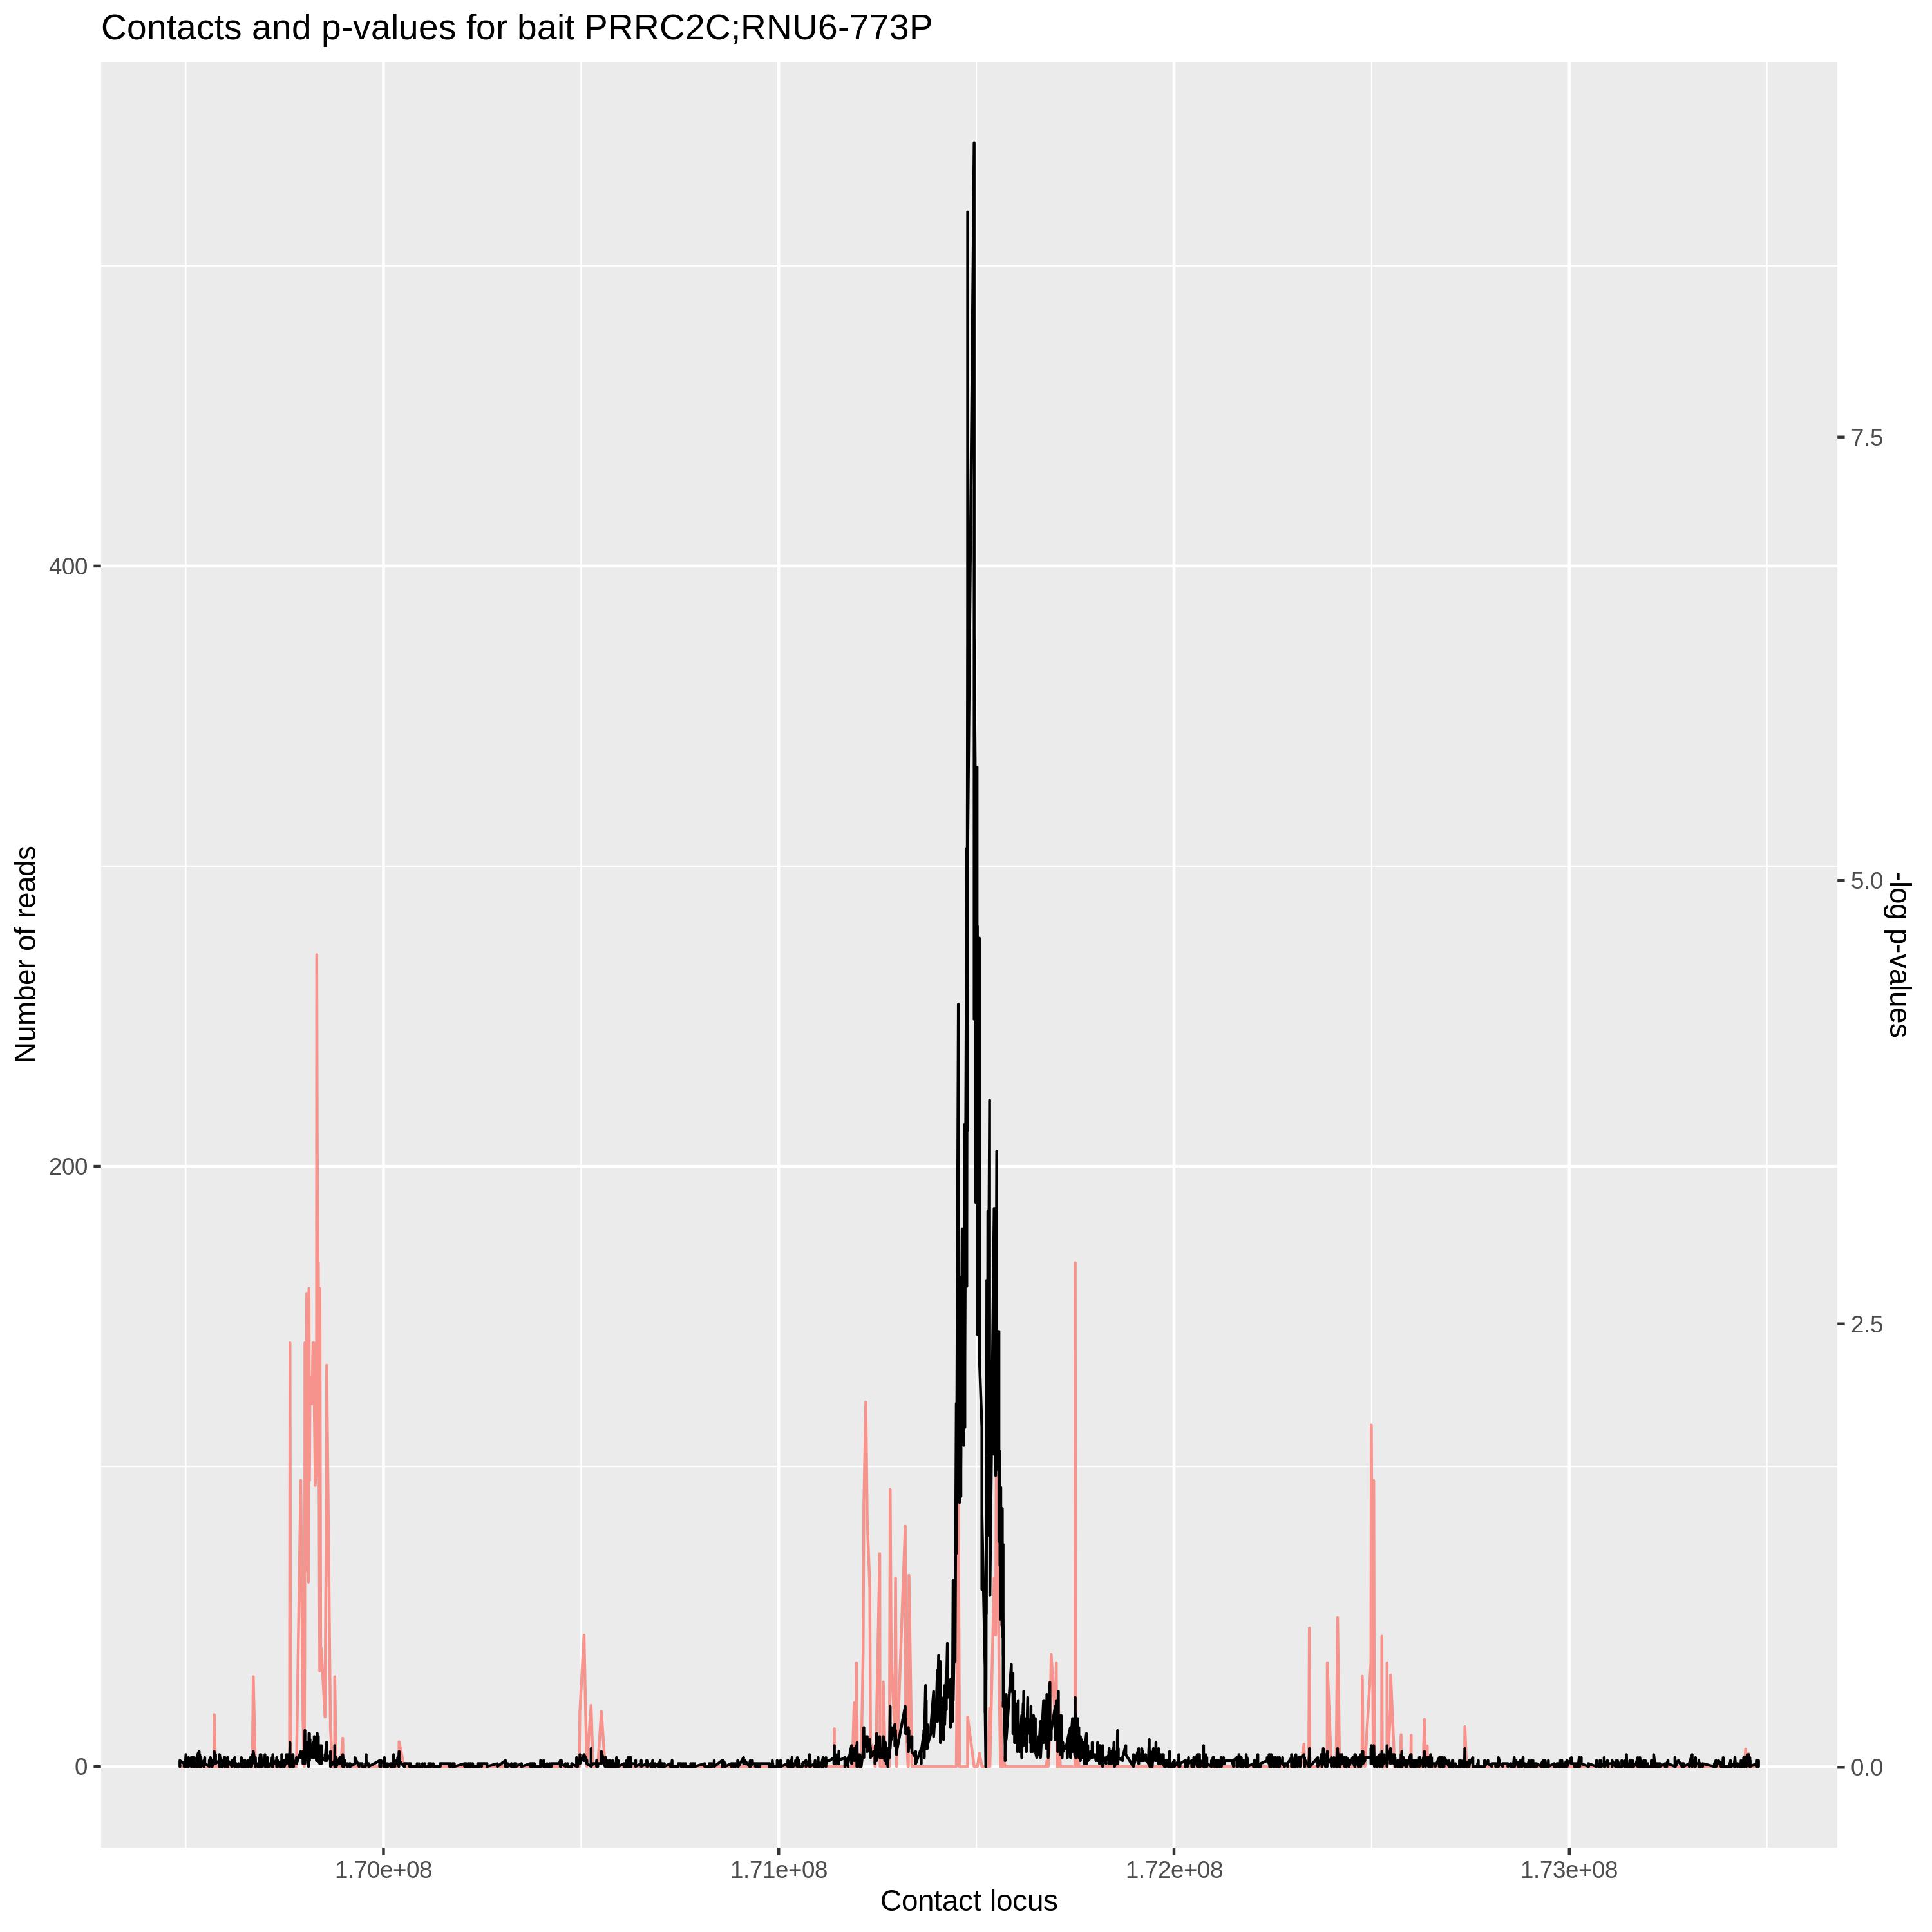 Contacts and p-values for bait PRRC2C;RNU6-773P
Number of reads
400
200
0
7.5
5.0
2.5
0.0
-log p-values
1.70e+08
1.71e+08
1.72e+08
1.73e+08
Contact locus